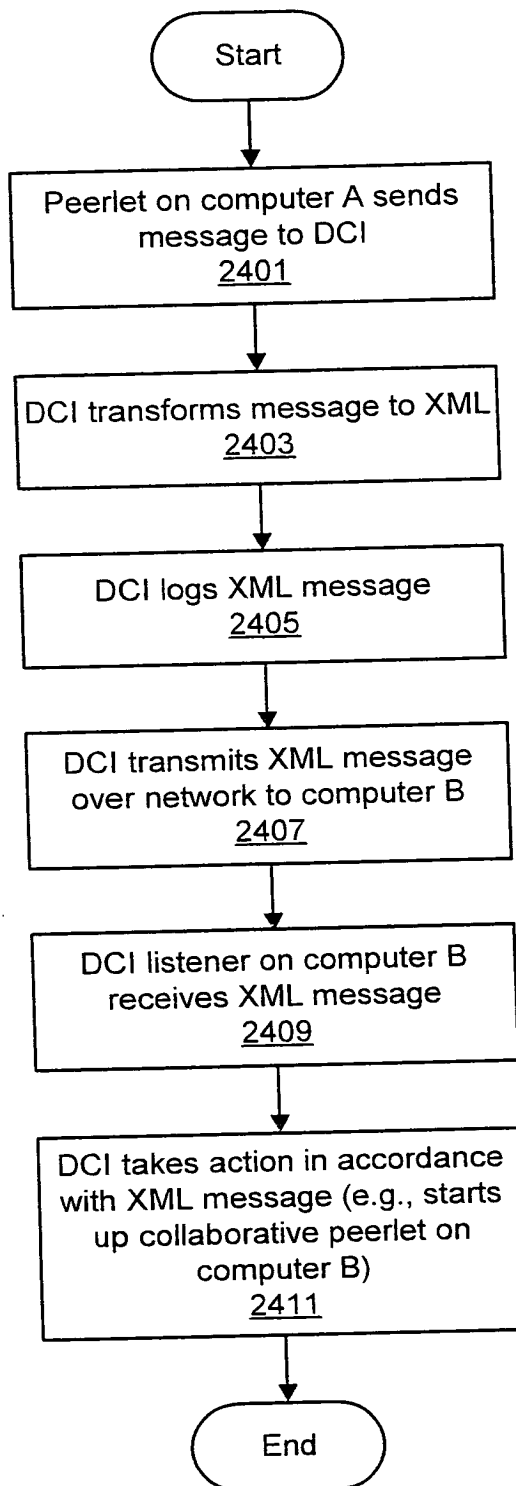 Start
Peerlet on computer A sends
message to DCI
2401
DCI transforms message to XML
2403
DCI logs XML message
2405
DCI transmits XML message
over network to computer B
2407
DCI listener on computer B
receives XML message
2409
DCI takes action in accordance
with XML message (e.g., starts
up collaborative peerlet on
computer B)
2411
End